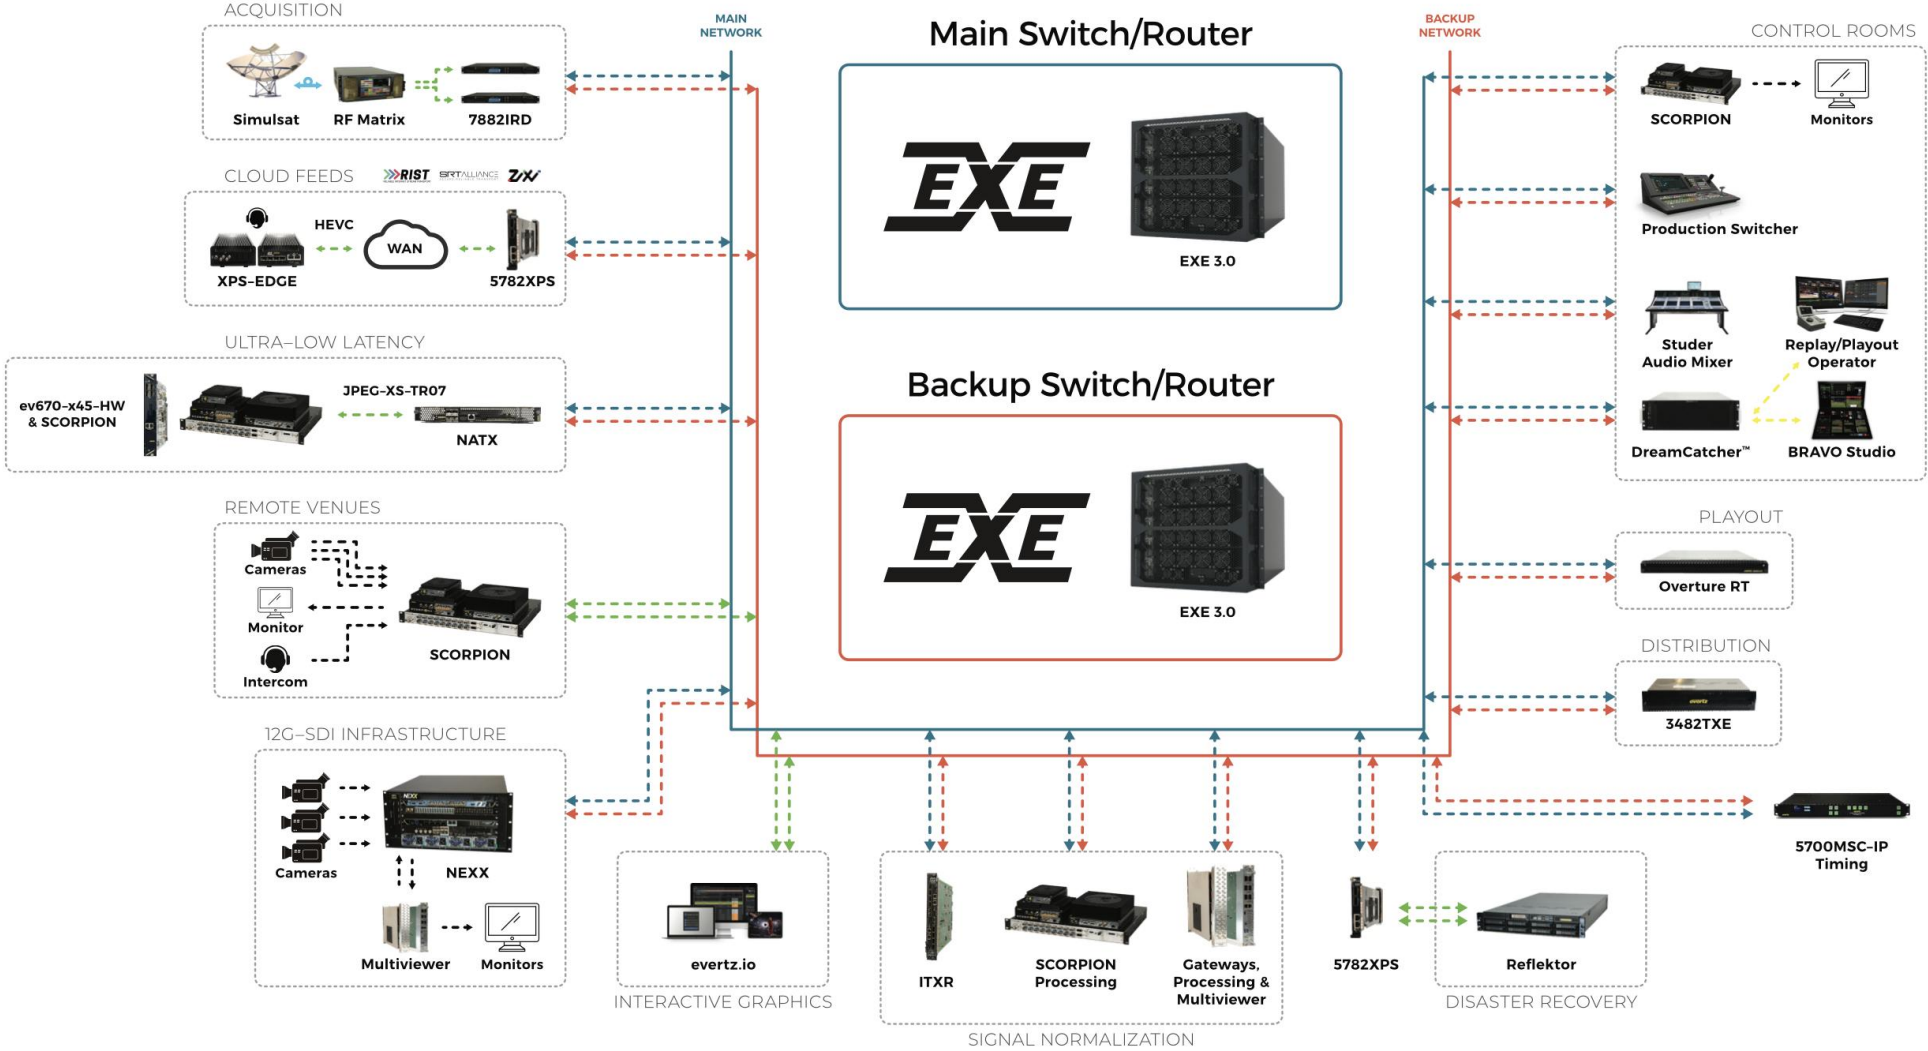 ACQUISITION
Simulsat
RF Matrix
7882IRD
CLOUD FEEDS
RIST
SRTALLIANCE
ZIXI
HEVC
WAN
XPS-EDGE
5782XPS
ULTRA-LOW LATENCY
ev670-x45-HW
& SCORPION
JPEG-XS-TR07
NATX
REMOTE VENUES
Cameras
Monitor
Intercom
SCORPION
12G-SDI INFRASTRUCTURE
Cameras
NEXX
NEXX
Multiviewer
Monitors
MAIN
NETWORK
Main Switch/Router
EXE
EXE 3.0
Backup Switch/Router
EXE
EXE 3.0
BACKUP
NETWORK
CONTROL ROOMS
SCORPION
Monitors
Production Switcher
Studer
Audio Mixer
Replay/Playout
Operator
DreamCatcher™
BRAVO Studio
PLAYOUT
Overture RT
DISTRIBUTION
evertz
3482TXE
5700MSC-IP
Timing
evertz.io
INTERACTIVE GRAPHICS
ITXR
SCORPION
Processing
Gateways,
Processing &
Multiviewer
SIGNAL NORMALIZATION
5782XPS
Reflektor
DISASTER RECOVERY